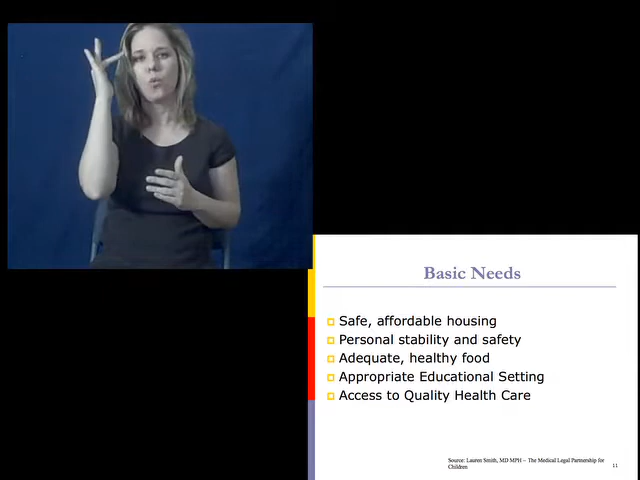 Basic Needs
Safe, affordable housing
Personal stability and safety
Adequate, healthy food
Appropriate Educational Setting
Access to Quality Health Care
Source: Lauren Smith, MD MPH – The Medical Legal Partnership for
Children
11